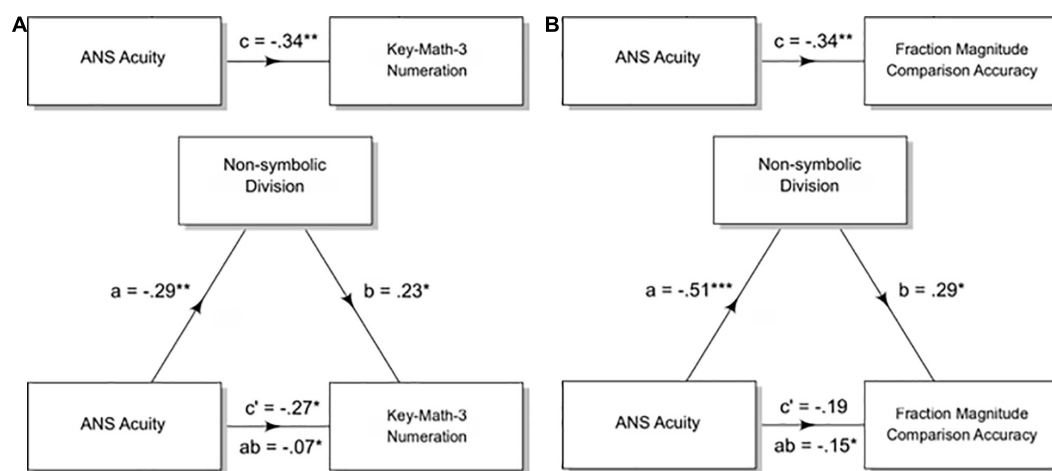 A
ANS Acuity
c = -.34**
Key-Math-3
Numeration
Non-symbolic
Division
a = -.29**
b = .23*
ANS Acuity
c' = -.27*
ab = -.07*
Key-Math-3
Numeration
B
ANS Acuity
c = -.34**
Fraction Magnitude
Comparison Accuracy
Non-symbolic
Division
a = -.51***
b = .29*
ANS Acuity
c' = -.19
ab = -.15*
Fraction Magnitude
Comparison Accuracy